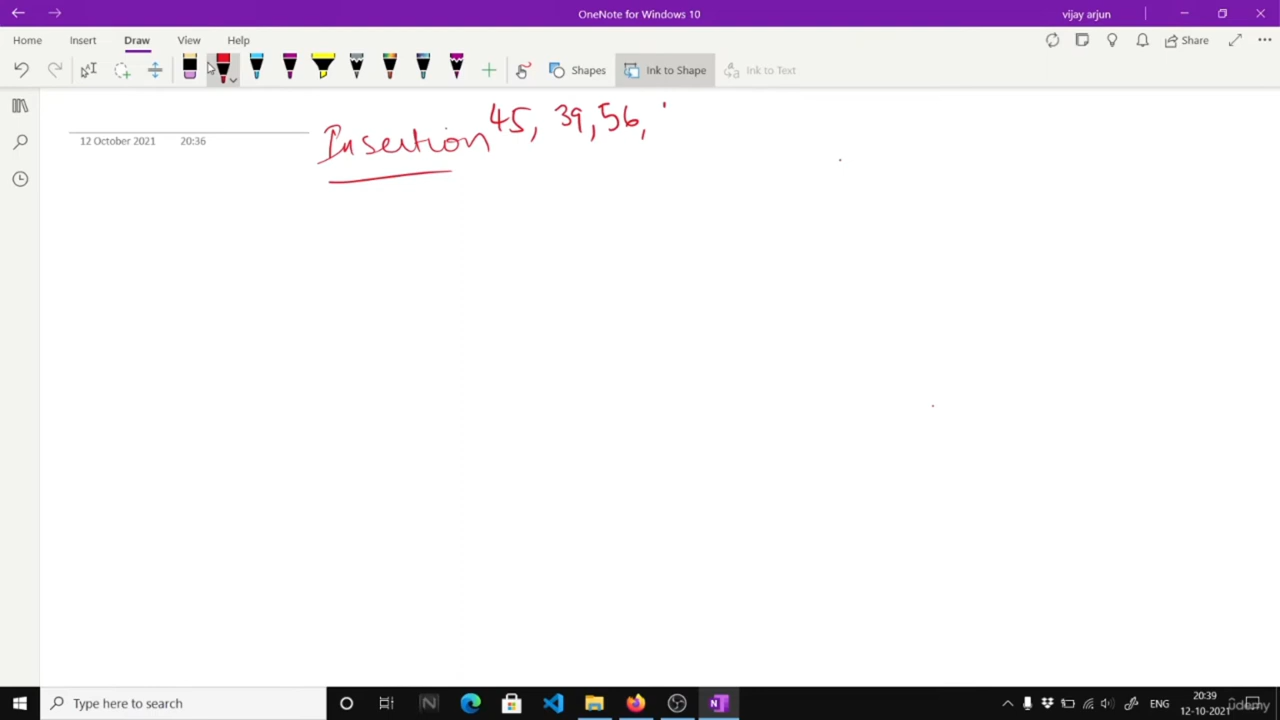 OneNote for Windows 10
vijay arjun
Home Insert Draw View Help
Share
Shapes
Ink to Shape
Ink to Text
12 October 2021 20:36
Insertion 45, 39, 56,
Type here to search
ENG
20:39
12-10-2021
udemy